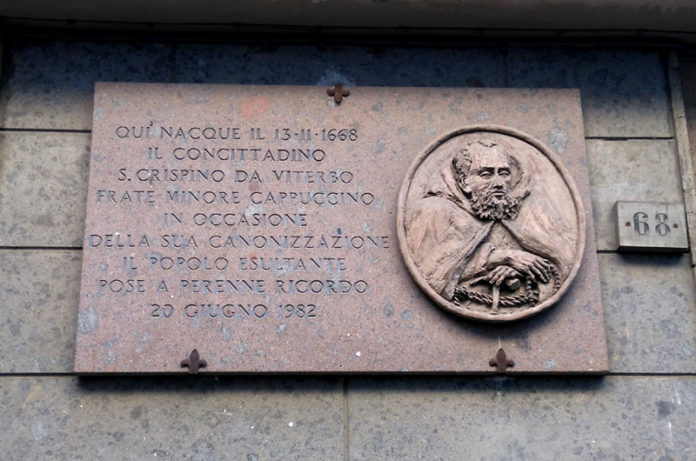 QUI NACQUE IL 13·11·1668
IL CONCITTADINO
S. CRISPINO DA VITERBO
FRATE MINORE CAPPUCCINO
IN OCCASIONE
DELLA SUA CANONIZZAZIONE
IL POPOLO ESULTANTE
POSE A PERENNE RICORDO
20 GIUGNO 1982
68